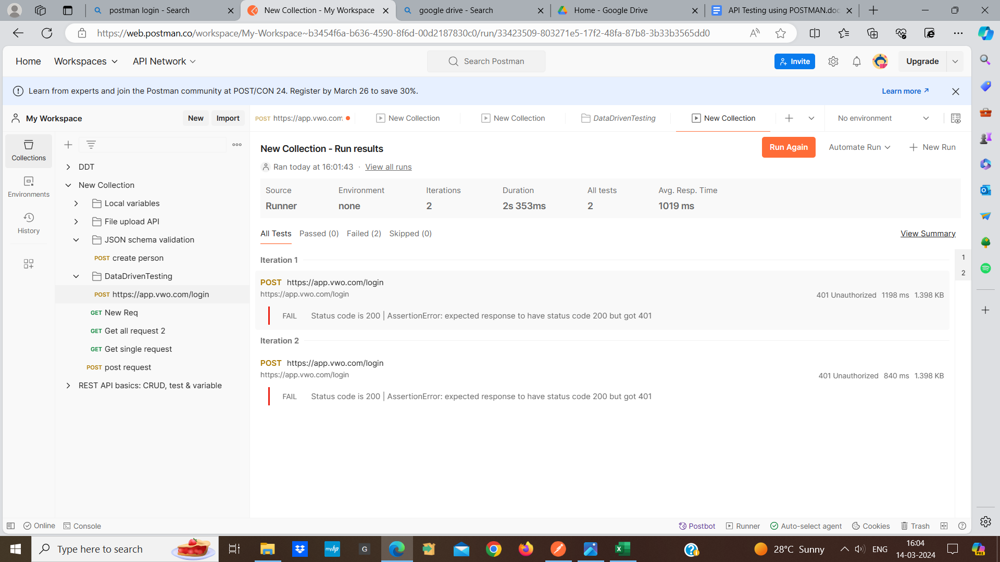 postman login - Search
New Collection - My Workspace
google drive - Search
Home - Google Drive
API Testing using POSTMAN.doc
https://web.postman.co/workspace/My-Workspace~b3454f6a-b636-4590-8f6d-00d2187830c0/run/33423509-803271e5-17f2-48fa-87b8-3b33b3565dd0
Home
Workspaces
API Network
Search Postman
Invite
Upgrade
Learn from experts and join the Postman community at POST/CON 24. Register by March 26 to save 30%.
Learn more ↗
My Workspace
New
Import
POST https://app.vwo.com
New Collection
New Collection
DataDrivenTesting
New Collection
No environment
Collections
Environments
History
DDT
New Collection
Local variables
File upload API
JSON schema validation
POST create person
DataDrivenTesting
POST https://app.vwo.com/login
GET New Req
GET Get all request 2
GET Get single request
POST post request
REST API basics: CRUD, test & variable
New Collection - Run results
Run Again
Automate Run
New Run
Ran today at 16:01:43 · View all runs
Source
Environment
Iterations
Duration
All tests
Avg. Resp. Time
Runner
none
2
2s 353ms
2
1019 ms
All Tests
Passed (0)
Failed (2)
Skipped (0)
View Summary
Iteration 1
1
2
POST https://app.vwo.com/login
https://app.vwo.com/login
401 Unauthorized 1198 ms 1.398 KB
FAIL Status code is 200 | AssertionError: expected response to have status code 200 but got 401
Iteration 2
POST https://app.vwo.com/login
https://app.vwo.com/login
401 Unauthorized 840 ms 1.398 KB
FAIL Status code is 200 | AssertionError: expected response to have status code 200 but got 401
Online
Console
Postbot
Runner
Auto-select agent
Cookies
Trash
Type here to search
myhp
G
28°C Sunny
ENG
16:04
14-03-2024
PRE